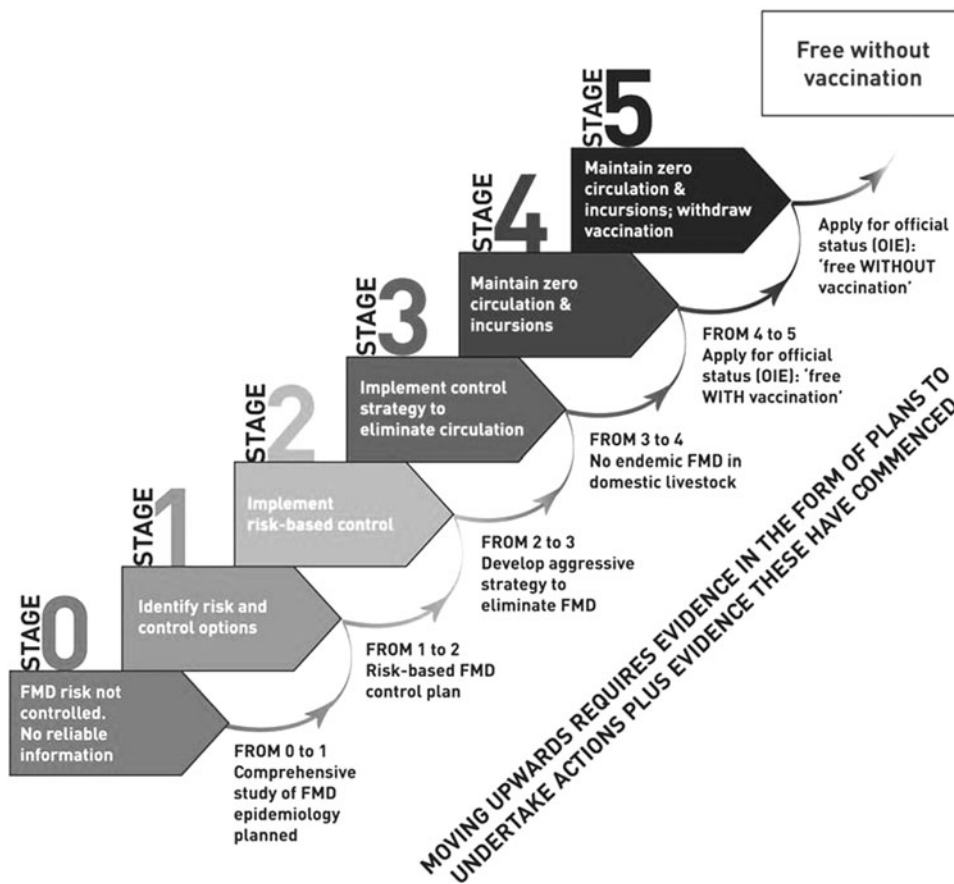 Free without
vaccination
STAGE 5
Maintain zero
circulation &
incursions; withdraw
vaccination
Apply for official
status (OIE):
‘free WITHOUT
vaccination’
STAGE 4
Maintain zero
circulation &
incursions
FROM 4 to 5
Apply for official
status (OIE): ‘free
WITH vaccination’
STAGE 3
Implement control
strategy to
eliminate circulation
FROM 3 to 4
No endemic FMD in
domestic livestock
STAGE 2
Implement
risk-based control
FROM 2 to 3
Develop aggressive
strategy to
eliminate FMD
STAGE 1
Identify risk and
control options
FROM 1 to 2
Risk-based FMD
control plan
STAGE 0
FMD risk not
controlled.
No reliable
information
FROM 0 to 1
Comprehensive
study of FMD
epidemiology
planned
MOVING UPWARDS REQUIRES EVIDENCE IN THE FORM OF PLANS TO
UNDERTAKE ACTIONS PLUS EVIDENCE THESE HAVE COMMENCED